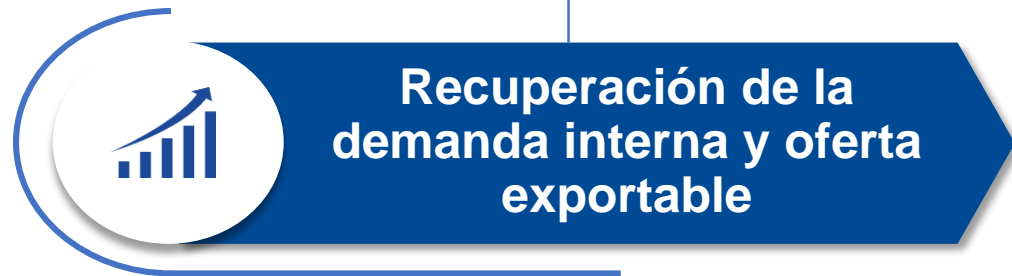 Recuperación de la
demanda interna y oferta
exportable